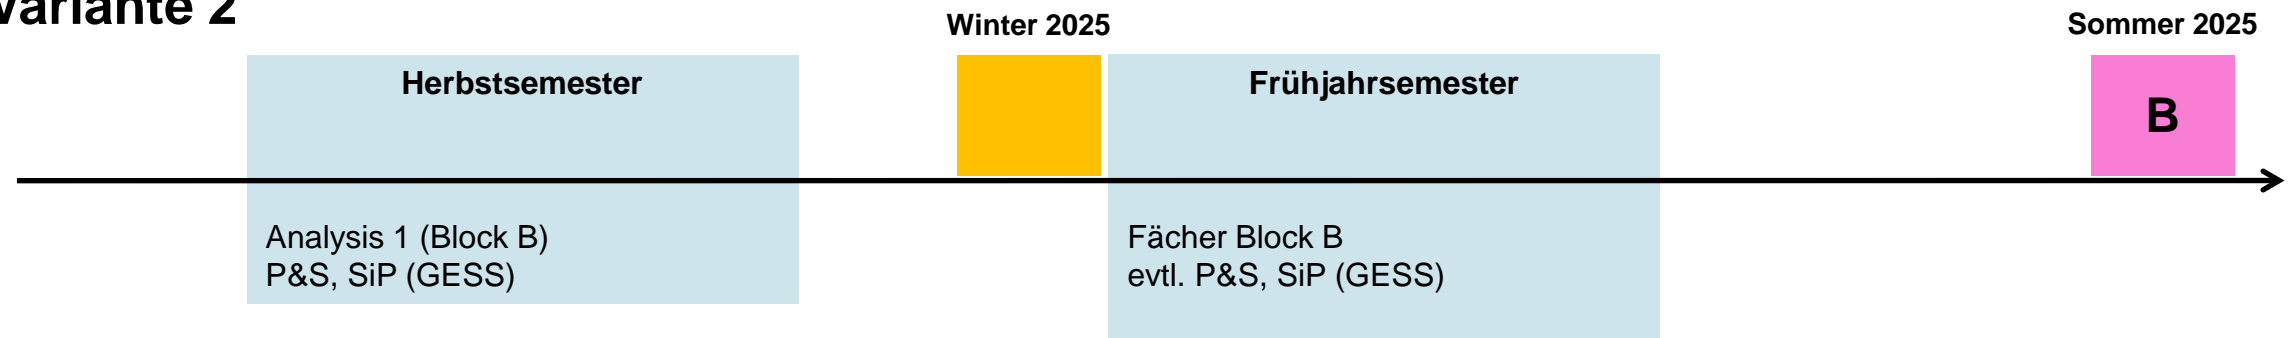 Variante 2
Winter 2025
Sommer 2025
Herbstsemester
Frühjahrsemester
B
Analysis 1 (Block B)
P&S, SiP (GESS)
Fächer Block B
evtl. P&S, SiP (GESS)